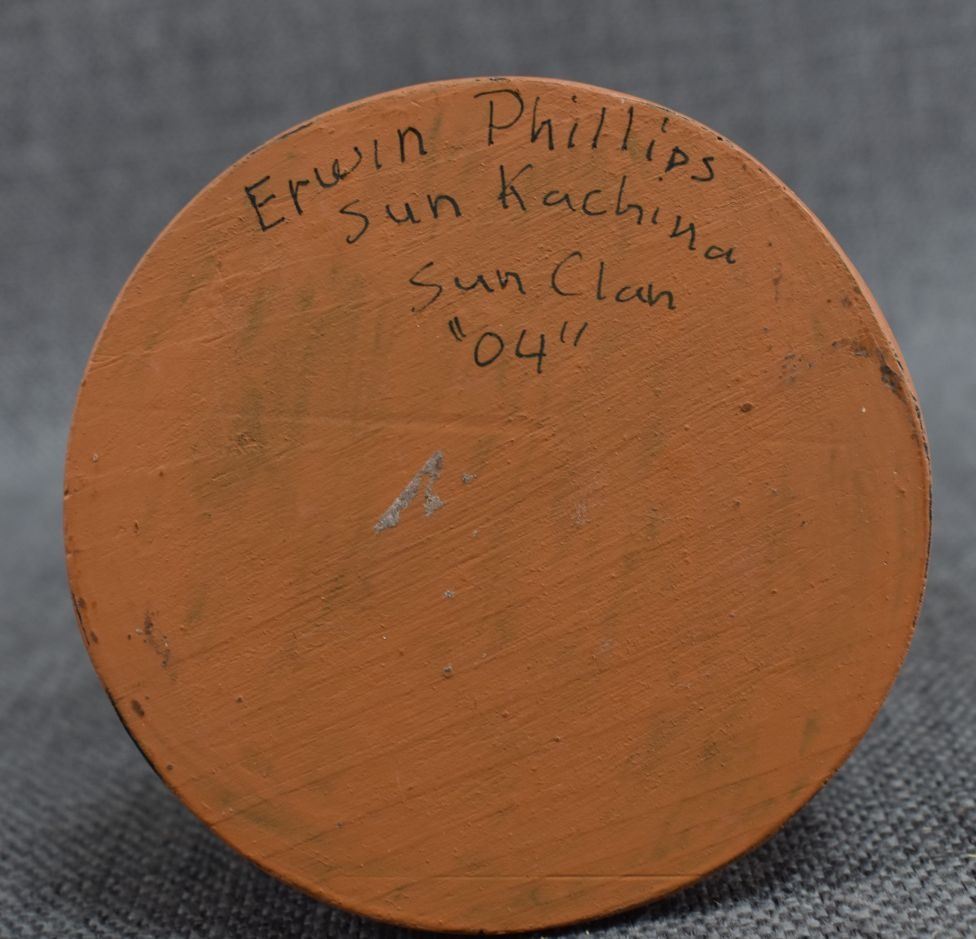 Erwin Phillips
Sun Kachina
Sun Clan
"04"